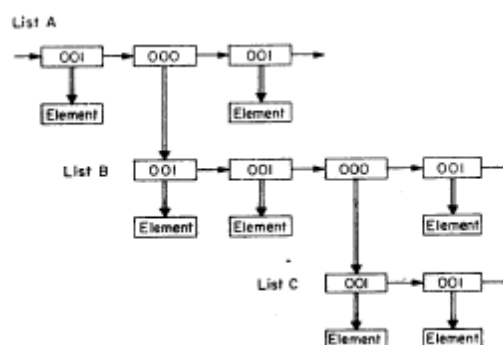 List A
001 000 001
Element Element
List B 001 001 000 001
Element Element Element
List C 001 001
Element Element